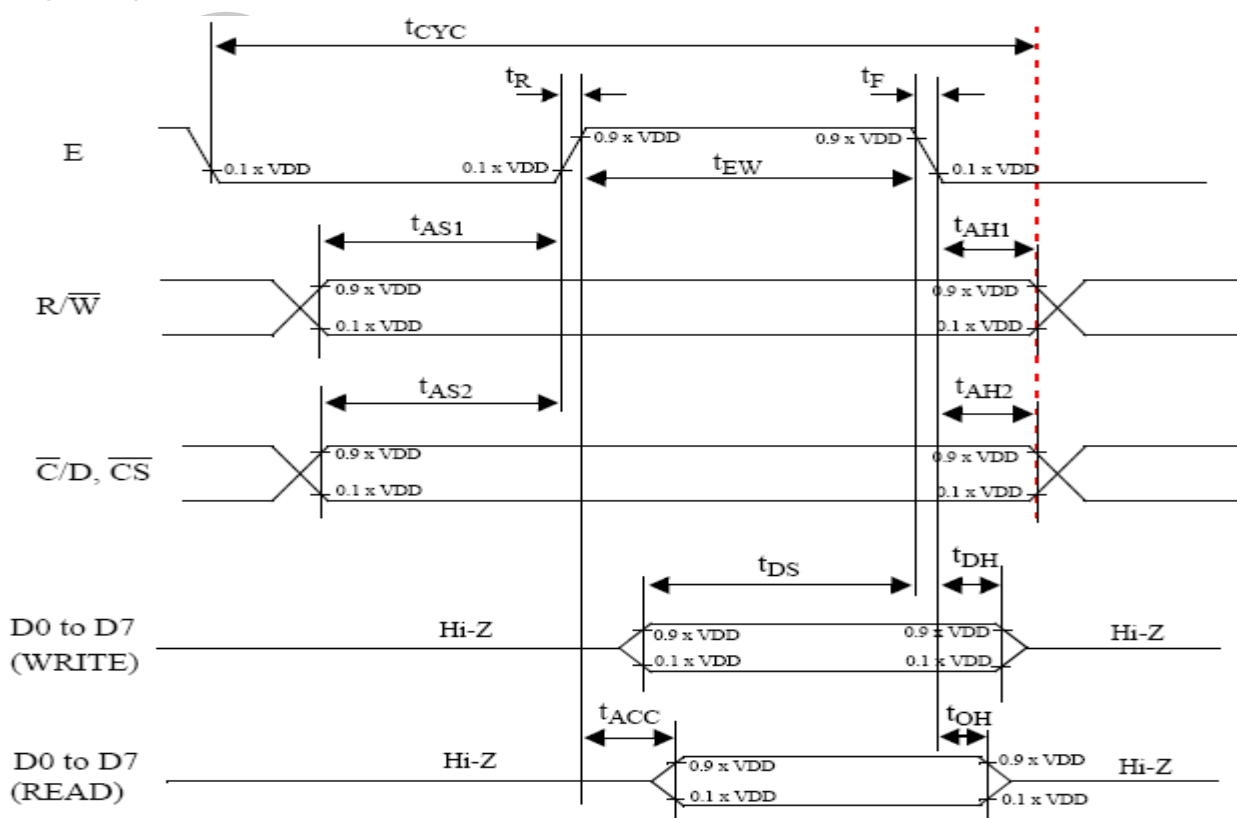 tCYC
tR
tF
E
0.9 x VDD
0.9 x VDD
0.1 x VDD
0.1 x VDD
tEW
0.1 x VDD
tAS1
tAH1
R/W̅
0.9 x VDD
0.9 x VDD
0.1 x VDD
0.1 x VDD
tAS2
tAH2
C̅/D, C̅S̅
0.9 x VDD
0.9 x VDD
0.1 x VDD
0.1 x VDD
tDS
tDH
D0 to D7
(WRITE)
Hi-Z
0.9 x VDD
0.9 x VDD
Hi-Z
0.1 x VDD
0.1 x VDD
tACC
tOH
D0 to D7
(READ)
Hi-Z
0.9 x VDD
0.9 x VDD
Hi-Z
0.1 x VDD
0.1 x VDD